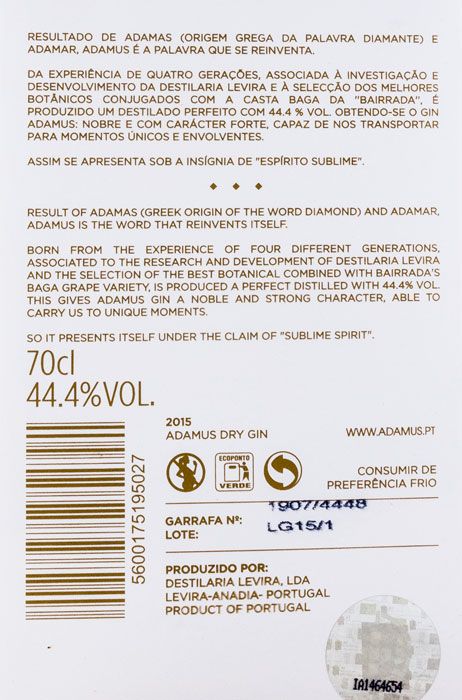 RESULTADO DE ADAMAS (ORIGEM GREGA DA PALAVRA DIAMANTE) E
ADAMAR, ADAMUS É A PALAVRA QUE SE REINVENTA.
DA EXPERIÊNCIA DE QUATRO GERAÇÕES, ASSOCIADA À INVESTIGAÇÃO E
DESENVOLVIMENTO DA DESTILARIA LEVIRA E À SELECÇÃO DOS MELHORES
BOTÂNICOS CONJUGADOS COM A CASTA BAGA DA "BAIRRADA", É
PRODUZIDO UM DESTILADO PERFEITO COM 44.4 % VOL. OBTENDO-SE O GIN
ADAMUS: NOBRE E COM CARÁCTER FORTE, CAPAZ DE NOS TRANSPORTAR
PARA MOMENTOS ÚNICOS E ENVOLVENTES.
ASSIM SE APRESENTA SOB A INSÍGNIA DE "ESPÍRITO SUBLIME".
RESULT OF ADAMAS (GREEK ORIGIN OF THE WORD DIAMOND) AND ADAMAR,
ADAMUS IS THE WORD THAT REINVENTS ITSELF.
BORN FROM THE EXPERIENCE OF FOUR DIFFERENT GENERATIONS,
ASSOCIATED TO THE RESEARCH AND DEVELOPMENT OF DESTILARIA LEVIRA
AND THE SELECTION OF THE BEST BOTANICAL COMBINED WITH BAIRRADA'S
BAGA GRAPE VARIETY, IS PRODUCED A PERFECT DISTILLED WITH 44.4% VOL.
THIS GIVES ADAMUS GIN A NOBLE AND STRONG CHARACTER, ABLE TO
CARRY US TO UNIQUE MOMENTS.
SO IT PRESENTS ITSELF UNDER THE CLAIM OF "SUBLIME SPIRIT".
70cl
44.4%VOL.
5600175195027
2015
ADAMUS DRY GIN
WWW.ADAMUS.PT
ECOPONTO
VERDE
CONSUMIR DE
PREFERÊNCIA FRIO
GARRAFA Nº: 1907/4448
LOTE: LG15/1
PRODUZIDO POR:
DESTILARIA LEVIRA, LDA
LEVIRA-ANADIA- PORTUGAL
PRODUCT OF PORTUGAL
IA1464654